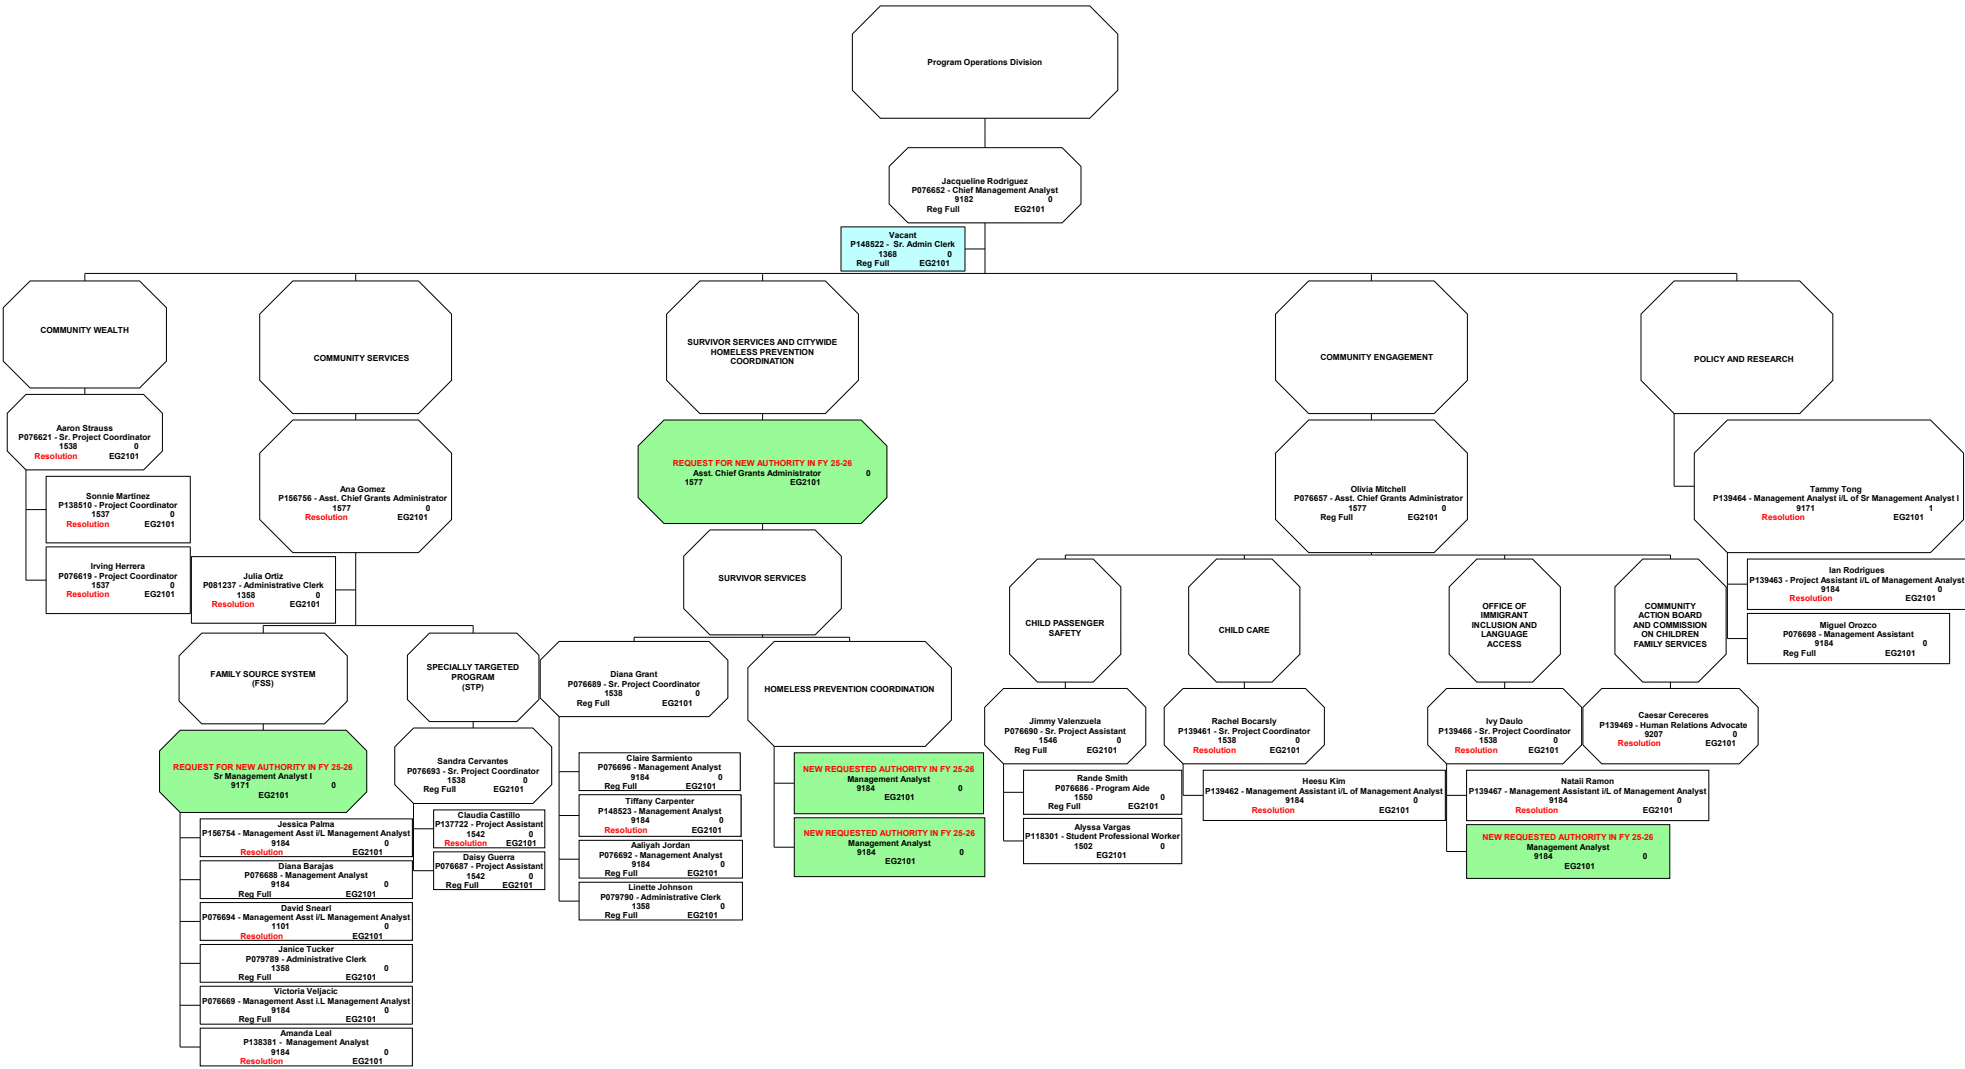 Program Operations Division
Jacqueline Rodriguez
P076652 - Chief Management Analyst
9182 0
Reg Full EG2101
Vacant
P148522 - Sr. Admin Clerk
1368 0
Reg Full EG2101
COMMUNITY WEALTH
Aaron Strauss
P076621 - Sr. Project Coordinator
1538 0
Resolution EG2101
Sonnie Martinez
P138510 - Project Coordinator
1537 0
Resolution EG2101
Irving Herrera
P076619 - Project Coordinator
1537 0
Resolution EG2101
COMMUNITY SERVICES
Ana Gomez
P156756 - Asst. Chief Grants Administrator
1577 0
Resolution EG2101
Julia Ortiz
P081237 - Administrative Clerk
1358 0
Resolution EG2101
FAMILY SOURCE SYSTEM
(FSS)
REQUEST FOR NEW AUTHORITY IN FY 25-26
Sr Management Analyst I
9171 0
EG2101
Jessica Palma
P156754 - Management Asst i/L Management Analyst
9184 0
Resolution EG2101
Diana Barajas
P076688 - Management Analyst
9184 0
Reg Full EG2101
David Snearl
P076694 - Management Asst i/L Management Analyst
1101 0
Resolution EG2101
Janice Tucker
P079789 - Administrative Clerk
1358 0
Reg Full EG2101
Victoria Veljacic
P076669 - Management Asst i.L Management Analyst
9184 0
Reg Full EG2101
Amanda Leal
P138381 - Management Analyst
9184 0
Resolution EG2101
SPECIALLY TARGETED
PROGRAM
(STP)
Sandra Cervantes
P076693 - Sr. Project Coordinator
1538 0
Reg Full EG2101
Claudia Castillo
P137722 - Project Assistant
1542 0
Resolution EG2101
Daisy Guerra
P076687 - Project Assistant
1542 0
Reg Full EG2101
SURVIVOR SERVICES AND CITYWIDE
HOMELESS PREVENTION
COORDINATION
REQUEST FOR NEW AUTHORITY IN FY 25-26
Asst. Chief Grants Administrator 0
1577 EG2101
SURVIVOR SERVICES
Diana Grant
P076689 - Sr. Project Coordinator
1538 0
Reg Full EG2101
Claire Sarmiento
P076696 - Management Analyst
9184 0
Reg Full EG2101
Tiffany Carpenter
P148523 - Management Analyst
9184 0
Resolution EG2101
Aaliyah Jordan
P076692 - Management Analyst
9184 0
Reg Full EG2101
Linette Johnson
P079790 - Administrative Clerk
1358 0
Reg Full EG2101
HOMELESS PREVENTION COORDINATION
NEW REQUESTED AUTHORITY IN FY 25-26
Management Analyst
9184 0
EG2101
NEW REQUESTED AUTHORITY IN FY 25-26
Management Analyst
9184 0
EG2101
COMMUNITY ENGAGEMENT
Olivia Mitchell
P076657 - Asst. Chief Grants Administrator
1577 0
Reg Full EG2101
CHILD PASSENGER
SAFETY
Jimmy Valenzuela
P076690 - Sr. Project Assistant
1546 0
Reg Full EG2101
Rande Smith
P076686 - Program Aide
1550 0
Reg Full EG2101
Alyssa Vargas
P118301 - Student Professional Worker
1502 0
EG2101
CHILD CARE
Rachel Bocarsly
P139461 - Sr. Project Coordinator
1538 0
Resolution EG2101
Heesu Kim
P139462 - Management Assistant i/L of Management Analyst
9184 0
Resolution EG2101
OFFICE OF
IMMIGRANT
INCLUSION AND
LANGUAGE
ACCESS
Ivy Daulo
P139466 - Sr. Project Coordinator
1538 0
Resolution EG2101
Nataii Ramon
P139467 - Management Assistant i/L of Management Analyst
9184 0
Resolution EG2101
NEW REQUESTED AUTHORITY IN FY 25-26
Management Analyst
9184 0
EG2101
COMMUNITY
ACTION BOARD
AND COMMISSION
ON CHILDREN
FAMILY SERVICES
Caesar Cereceres
P139469 - Human Relations Advocate
9207 0
Resolution EG2101
POLICY AND RESEARCH
Tammy Tong
P139464 - Management Analyst i/L of Sr Management Analyst I
9171 1
Resolution EG2101
Ian Rodrigues
P139463 - Project Assistant i/L of Management Analyst
9184 0
Resolution EG2101
Miguel Orozco
P076698 - Management Assistant
9184 0
Reg Full EG2101